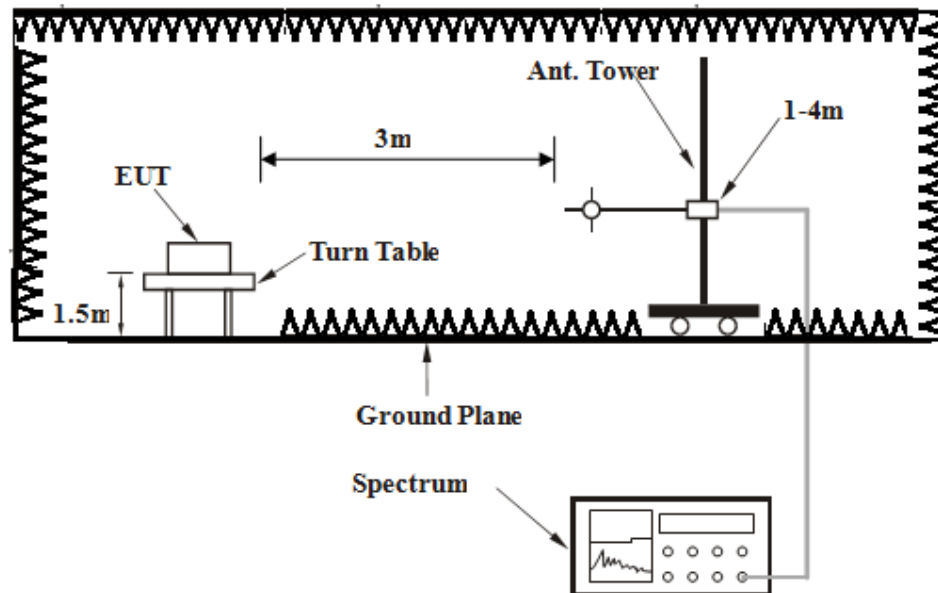 Ant. Tower
1-4m
3m
EUT
Turn Table
1.5m
Ground Plane
Spectrum